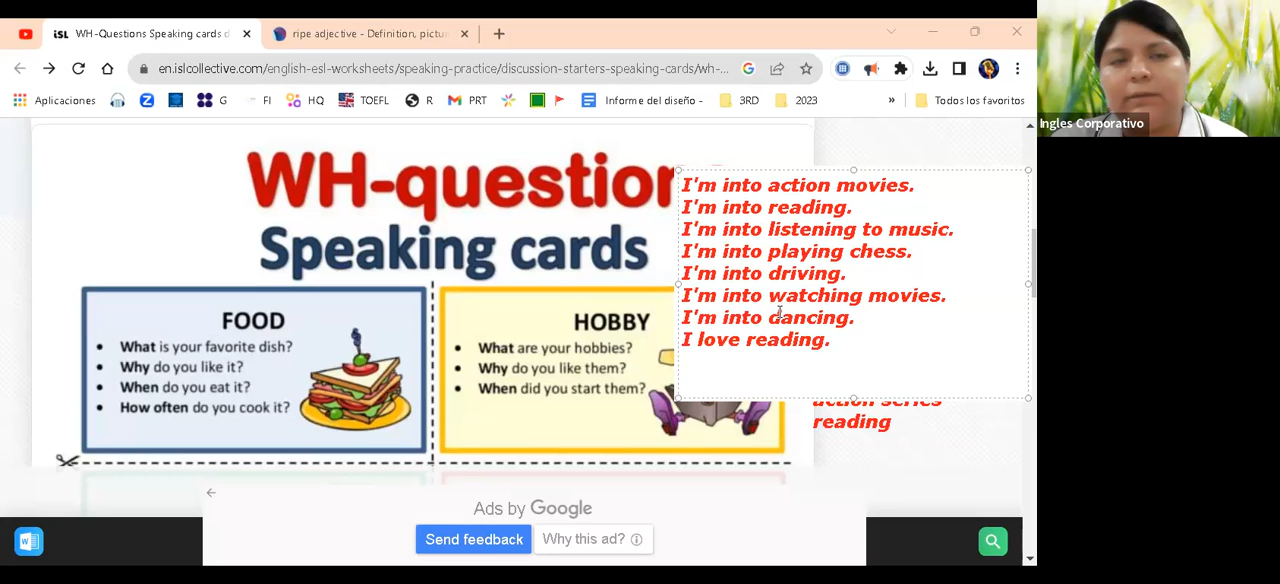 iSL WH-Questions Speaking cards d
ripe adjective - Definition, pictu
en.islcollective.com/english-esl-worksheets/speaking-practice/discussion-starters-speaking-cards/wh-...
Aplicaciones
G
FI
HQ
TOEFL
R
PRT
Informe del diseño -
3RD
2023
»
Todos los favoritos
Ingles Corporativo
WH-question
Speaking cards
I'm into action movies.
I'm into reading.
I'm into listening to music.
I'm into playing chess.
I'm into driving.
I'm into watching movies.
I'm into dancing.
I love reading.
action series
reading
FOOD
• What is your favorite dish?
• Why do you like it?
• When do you eat it?
• How often do you cook it?
HOBBY
• What are your hobbies?
• Why do you like them?
• When did you start them?
Ads by Google
Send feedback
Why this ad?